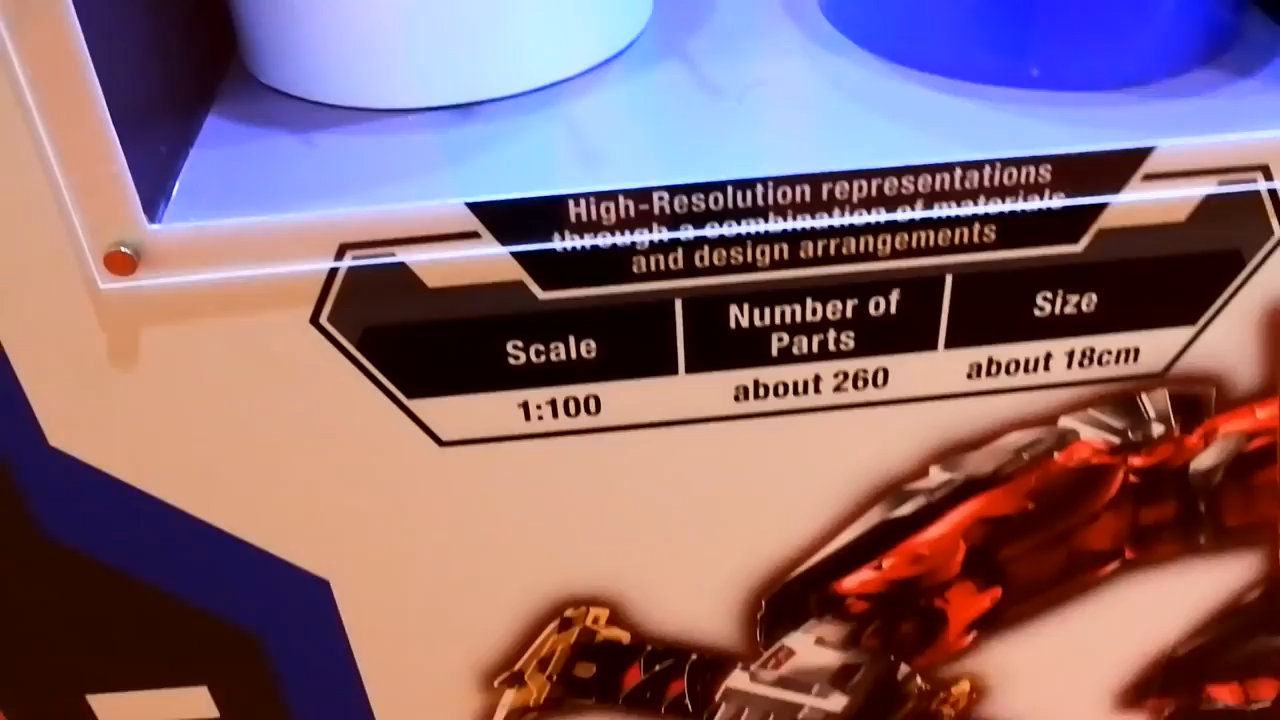 High-Resolution representations
through a combination of materials
and design arrangements
Scale
Number of
Parts
Size
1:100
about 260
about 18cm